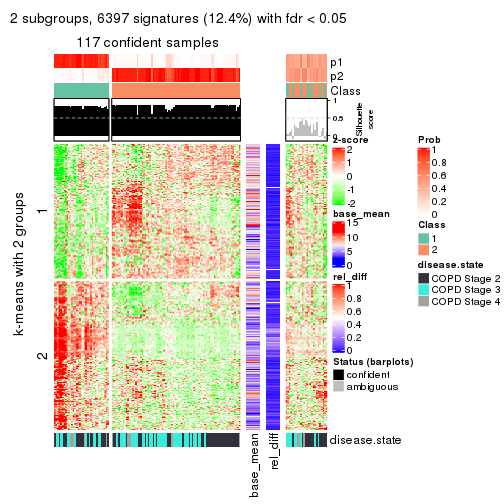 2 subgroups, 6397 signatures (12.4%) with fdr < 0.05
117 confident samples
p1
p2
Class
1
0.5
0
Silhouette
score
k-means with 2 groups
1
2
z-score
2
1
0
-1
-2
base_mean
15
10
5
0
rel_diff
1
0.8
0.6
0.4
0.2
0
Status (barplots)
confident
ambiguous
Prob
1
0.8
0.6
0.4
0.2
0
Class
1
2
disease.state
COPD Stage 2
COPD Stage 3
COPD Stage 4
disease.state
base_mean
rel_diff